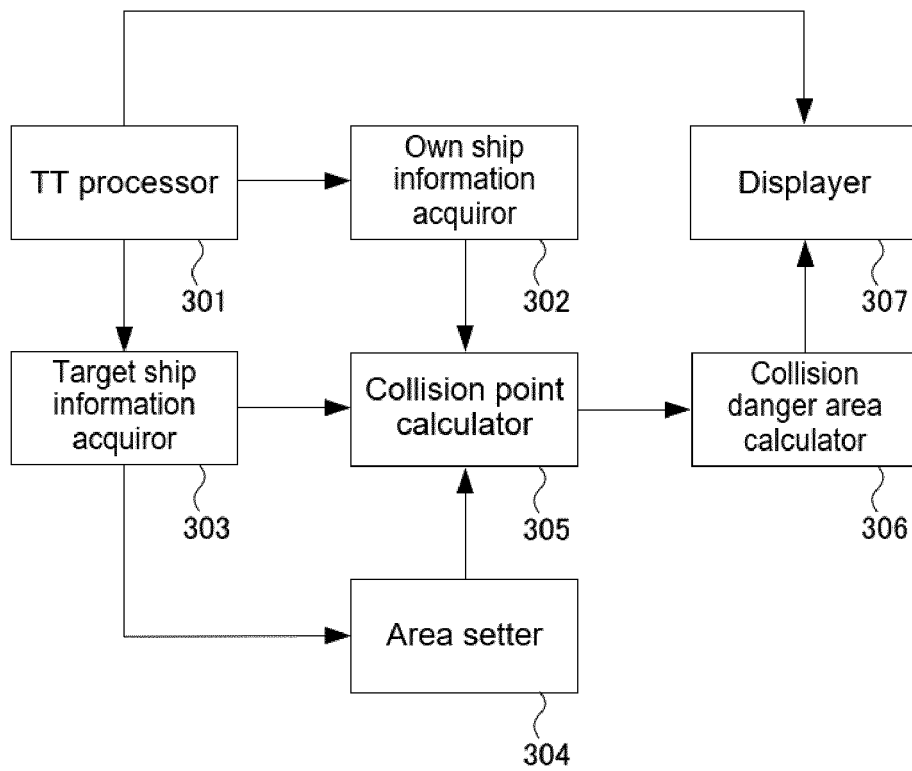 TT processor
301
Own ship
information
acquiror
302
Displayer
307
Target ship
information
acquiror
303
Collision point
calculator
305
Collision
danger area
calculator
306
Area setter
304